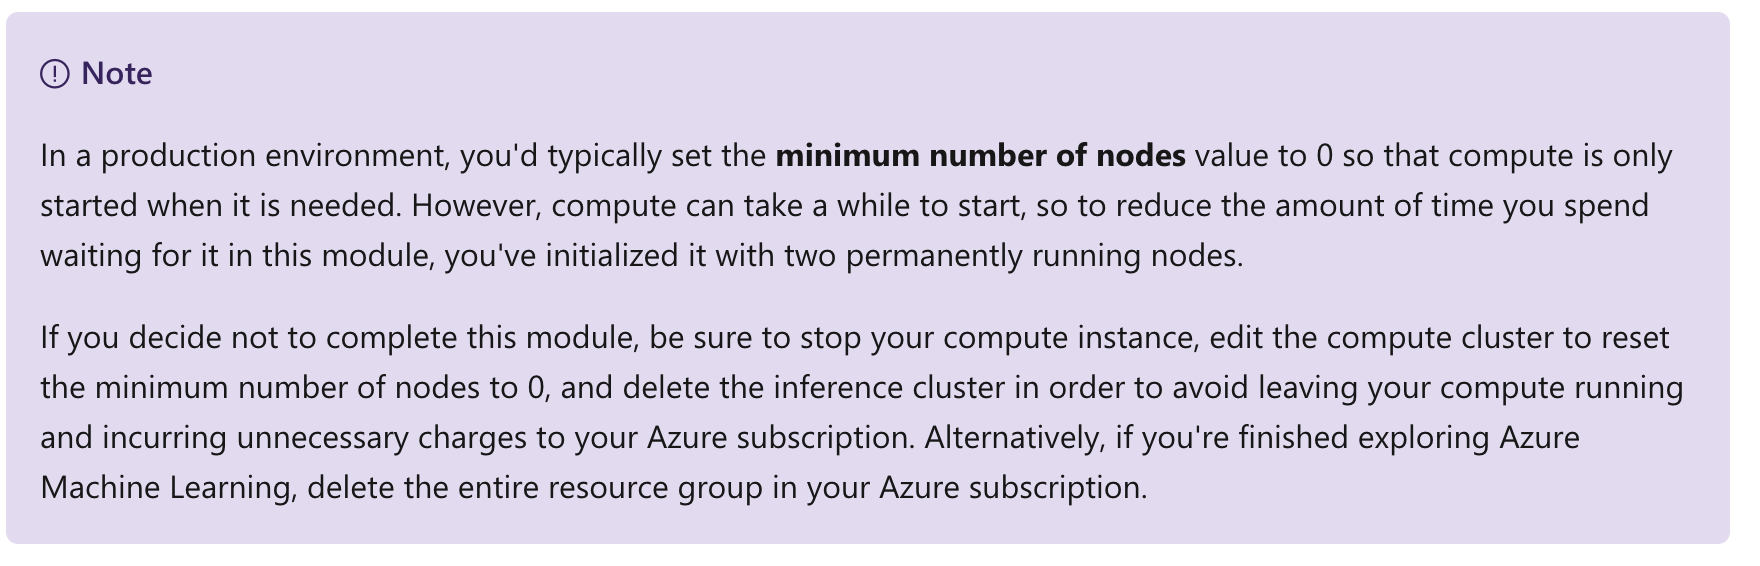 Note
In a production environment, you'd typically set the minimum number of nodes value to 0 so that compute is only
started when it is needed. However, compute can take a while to start, so to reduce the amount of time you spend
waiting for it in this module, you've initialized it with two permanently running nodes.
If you decide not to complete this module, be sure to stop your compute instance, edit the compute cluster to reset
the minimum number of nodes to 0, and delete the inference cluster in order to avoid leaving your compute running
and incurring unnecessary charges to your Azure subscription. Alternatively, if you're finished exploring Azure
Machine Learning, delete the entire resource group in your Azure subscription.